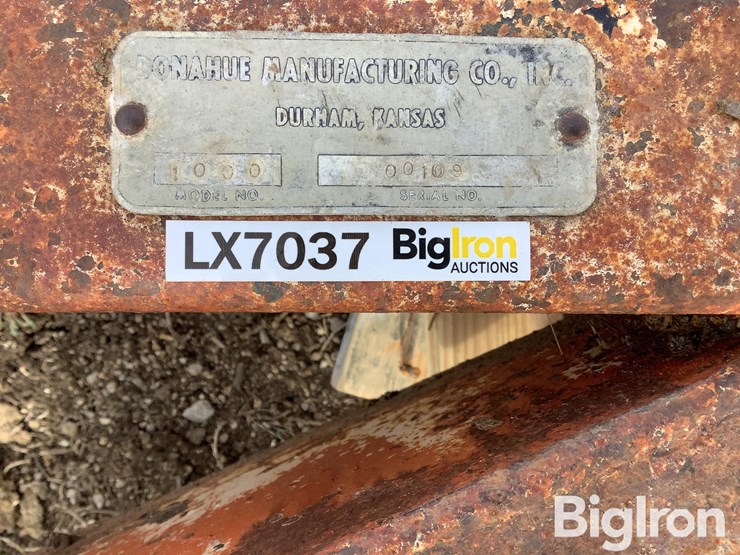 DONAHUE MANUFACTURING CO., INC.
DURHAM, KANSAS
1000 00109
MODEL NO. SERIAL NO.
LX7037 BigIron
AUCTIONS
BigIron